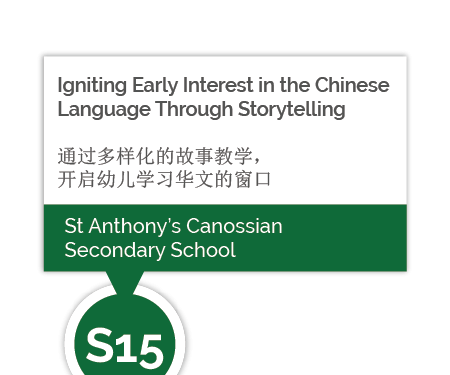 Igniting Early Interest in the Chinese
Language Through Storytelling
通过多样化的故事教学，
开启幼儿学习华文的窗口
St Anthony’s Canossian
Secondary School
S15